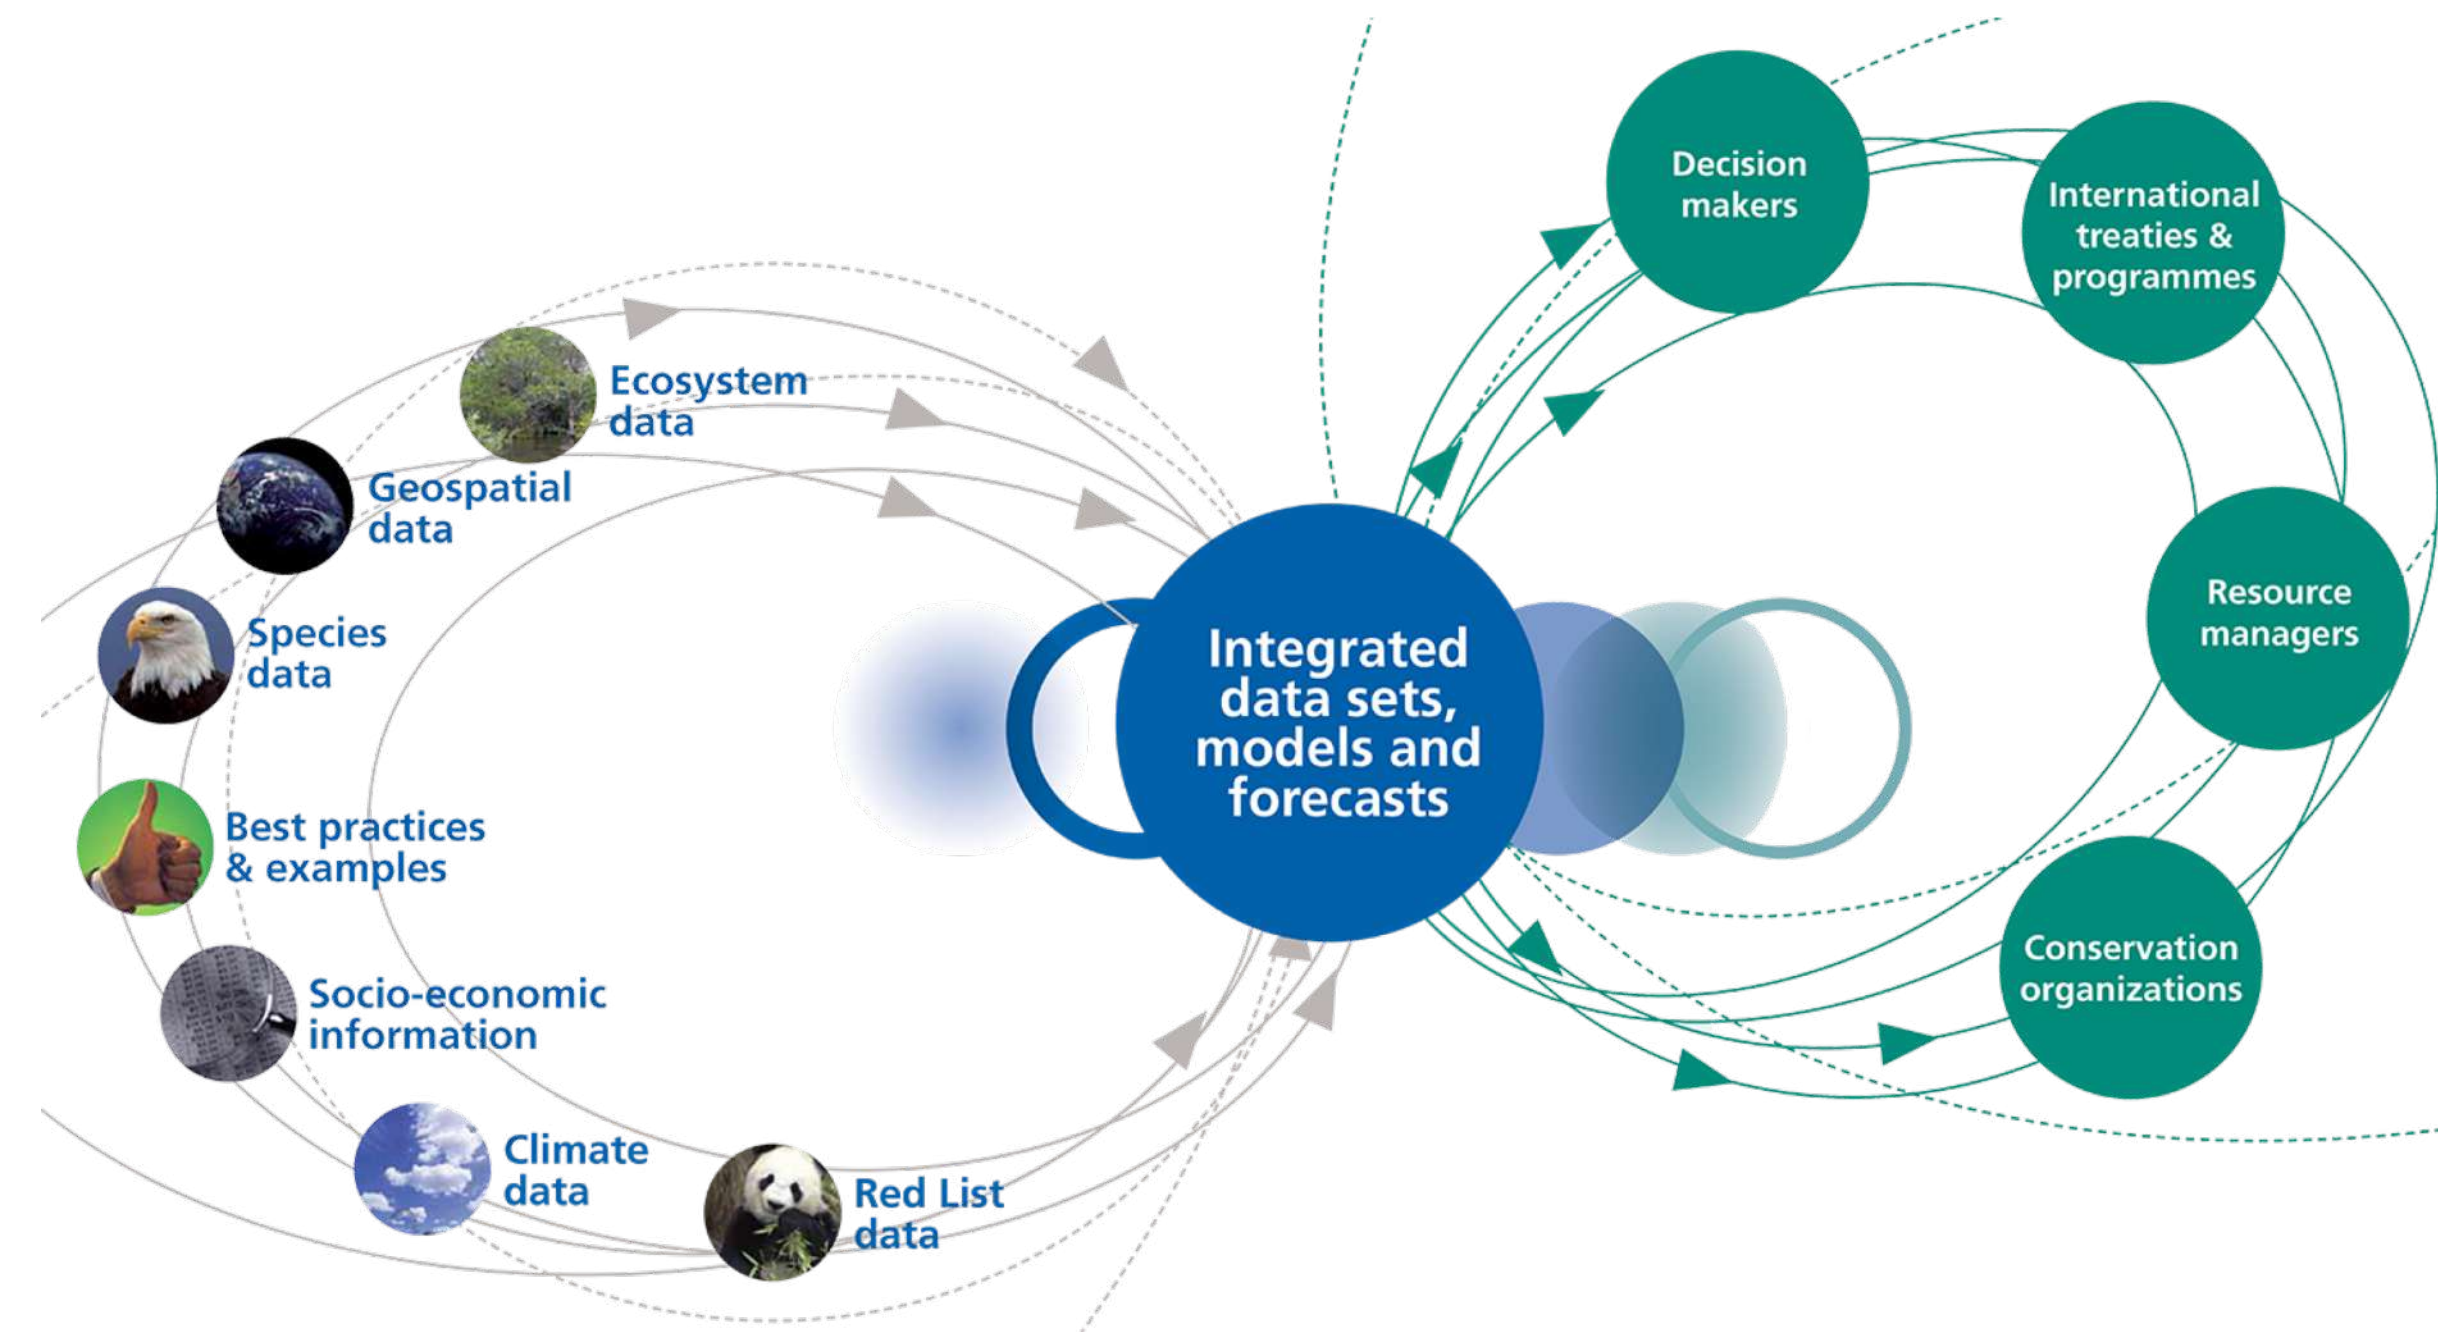 Ecosystem
data
Geospatial
data
Species
data
Best practices
& examples
Socio-economic
information
Climate
data
Red List
data
Integrated
data sets,
models and
forecasts
Decision
makers
International
treaties &
programmes
Resource
managers
Conservation
organizations